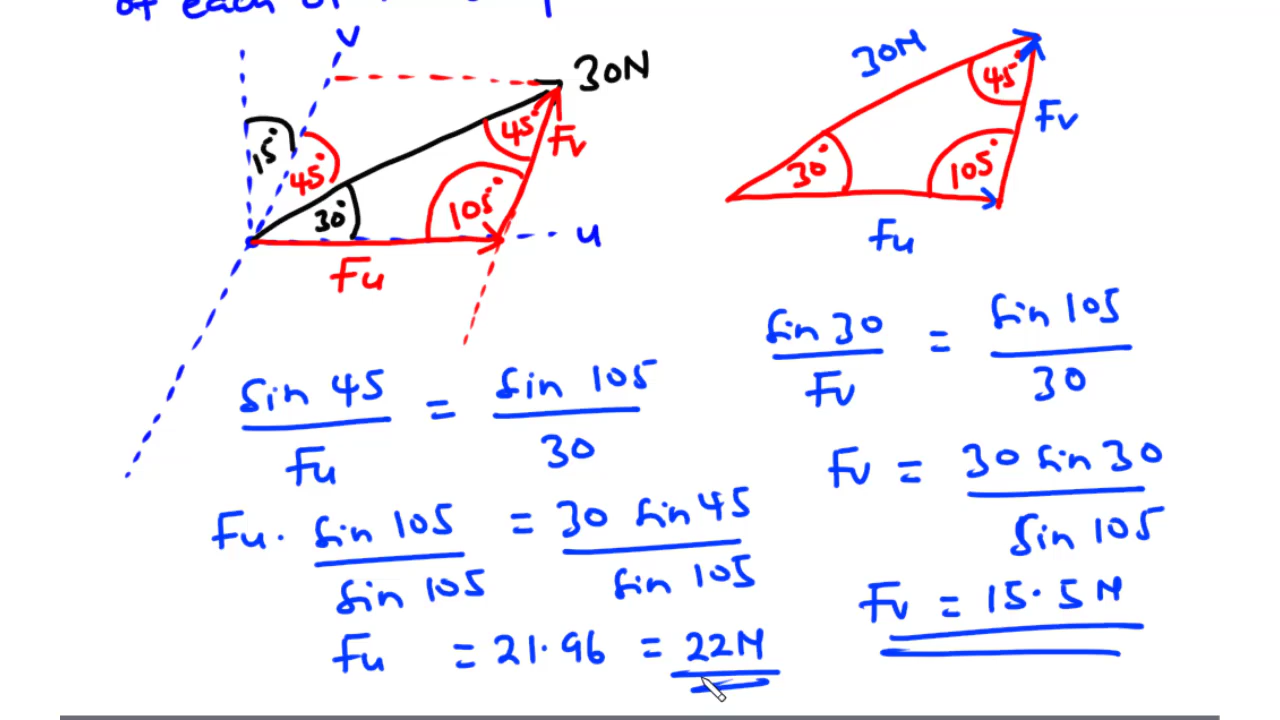 of each of
V
30N
15°
45°
45°
Fv
30°
105°
u
Fu
30N
45°
Fv
30°
105°
Fu
sin 45 / Fu = sin 105 / 30
Fu . sin 105 / sin 105 = 30 sin 45 / sin 105
Fu = 21.96 = 22N
sin 30 / Fv = sin 105 / 30
Fv = 30 sin 30 / sin 105
Fv = 15.5N